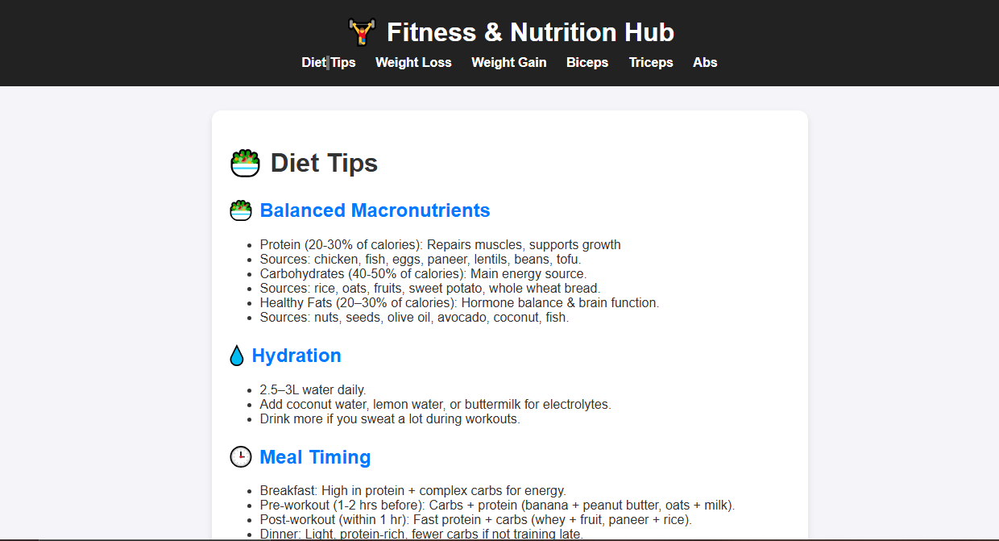 Fitness & Nutrition Hub
Diet Tips Weight Loss Weight Gain Biceps Triceps Abs
Diet Tips
Balanced Macronutrients
Protein (20-30% of calories): Repairs muscles, supports growth
Sources: chicken, fish, eggs, paneer, lentils, beans, tofu.
Carbohydrates (40-50% of calories): Main energy source.
Sources: rice, oats, fruits, sweet potato, whole wheat bread.
Healthy Fats (20–30% of calories): Hormone balance & brain function.
Sources: nuts, seeds, olive oil, avocado, coconut, fish.
Hydration
2.5–3L water daily.
Add coconut water, lemon water, or buttermilk for electrolytes.
Drink more if you sweat a lot during workouts.
Meal Timing
Breakfast: High in protein + complex carbs for energy.
Pre-workout (1-2 hrs before): Carbs + protein (banana + peanut butter, oats + milk).
Post-workout (within 1 hr): Fast protein + carbs (whey + fruit, paneer + rice).
Dinner: Light, protein-rich, fewer carbs if not training late.